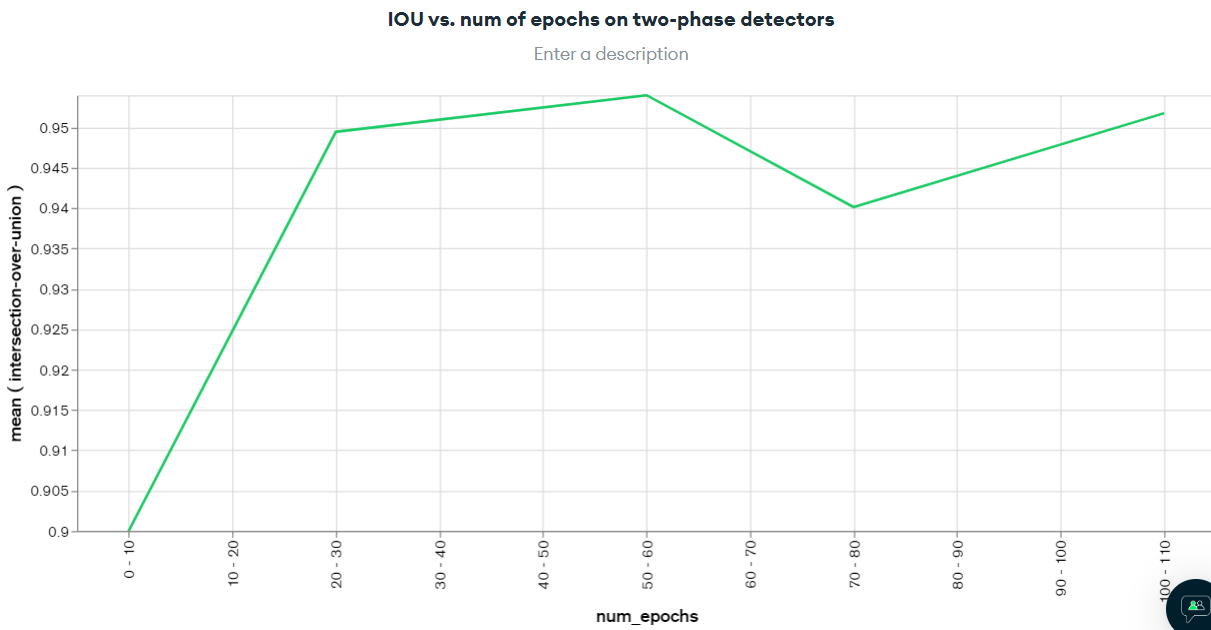 IOU vs. num of epochs on two-phase detectors
Enter a description
mean ( intersection-over-union )
0.95
0.945
0.94
0.935
0.93
0.925
0.92
0.915
0.91
0.905
0.9
0 - 10
10 - 20
20 - 30
30 - 40
40 - 50
50 - 60
60 - 70
70 - 80
80 - 90
90 - 100
100 - 110
num_epochs